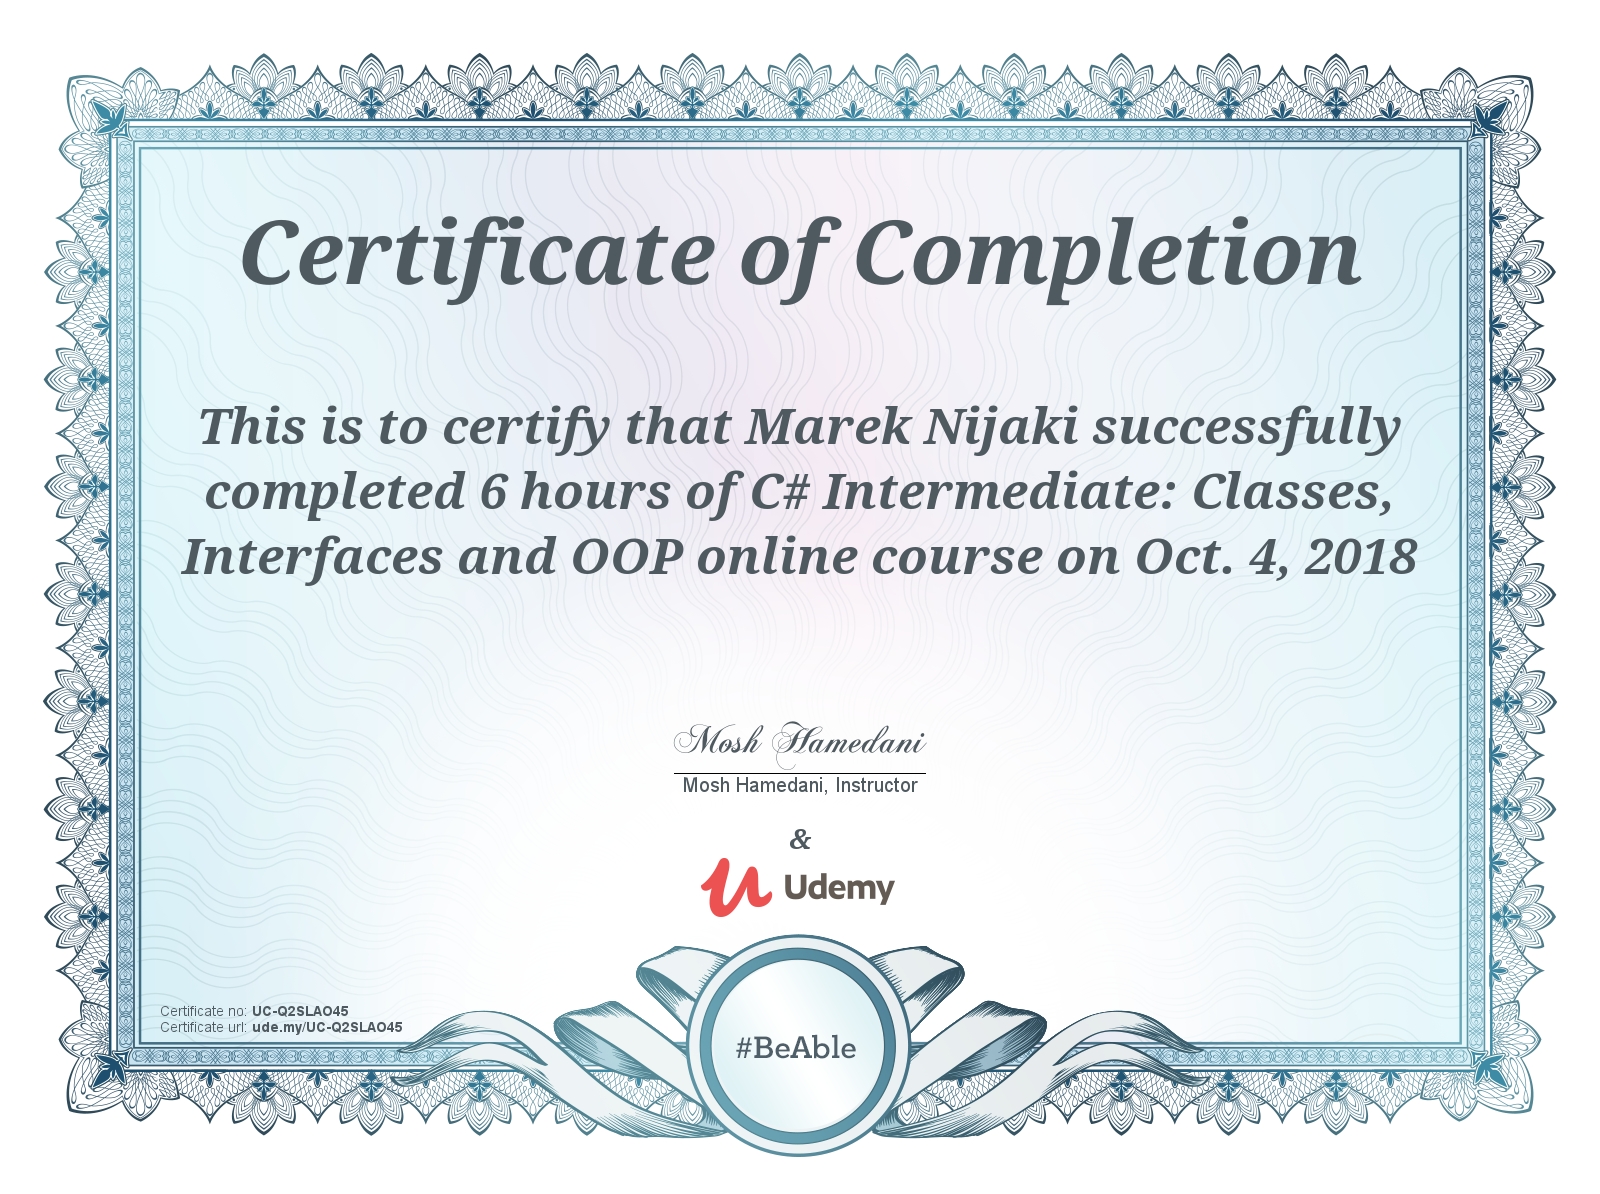 Certificate of Completion
This is to certify that Marek Nijaki successfully
completed 6 hours of C# Intermediate: Classes,
Interfaces and OOP online course on Oct. 4, 2018
Mosh Hamedani
Mosh Hamedani, Instructor
&
Udemy
Certificate no: UC-Q2SLAO45
Certificate url: ude.my/UC-Q2SLAO45
#BeAble